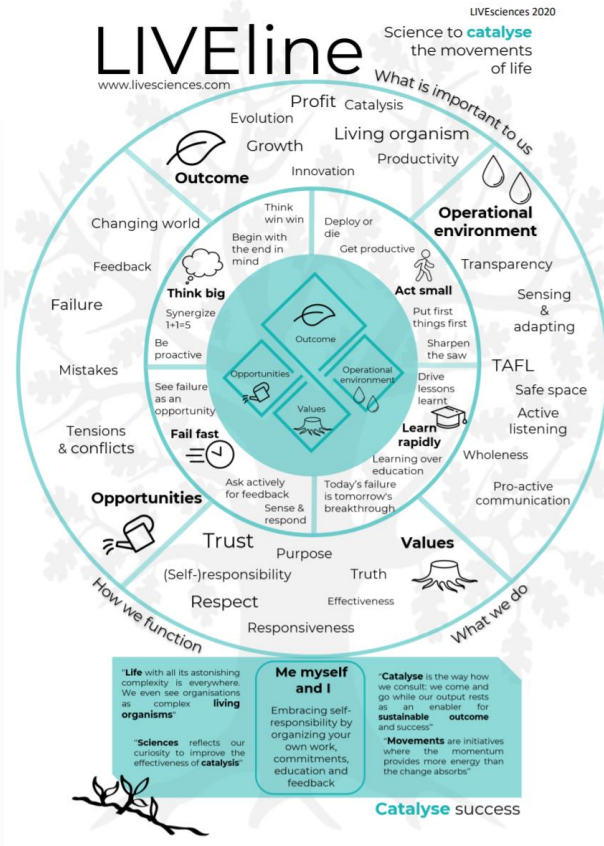 LIVEsciences 2020
LIVEline
www.livesciences.com
Science to catalyse
the movements
of life
What is important to us
Profit
Catalysis
Evolution
Growth
Living organism
Productivity
Innovation
Outcome
Operational
environment
Transparency
Sensing
&
adapting
TAFL
Safe space
Active
listening
Wholeness
Pro-active
communication
Changing world
Feedback
Failure
Mistakes
Tensions
& conflicts
Opportunities
Think
win win
Begin with
the end in
mind
Think big
Synergize
1+1=5
Be
proactive
Deploy or
die
Get productive
Act small
Put first
things first
Sharpen
the saw
Outcome
Opportunities
Operational
environment
Values
See failure
as an
opportunity
Fail fast
Ask actively
for feedback
Sense &
respond
Drive
lessons
learnt
Learn
rapidly
Learning over
education
Today's failure
is tomorrow's
breakthrough
Trust
Purpose
Values
(Self-)responsibility
Truth
Respect
Effectiveness
Responsiveness
How we function
What we do
"Life with all its astonishing
complexity is everywhere.
We even see organisations
as complex living
organisms"
"Sciences reflects our
curiosity to improve the
effectiveness of catalysis"
Me myself
and I
Embracing self-
responsibility by
organizing your
own work,
commitments,
education and
feedback
"Catalyse is the way how
we consult: we come and
go while our output rests
as an enabler for
sustainable outcome
and success"
"Movements are initiatives
where the momentum
provides more energy than
the change absorbs"
Catalyse success